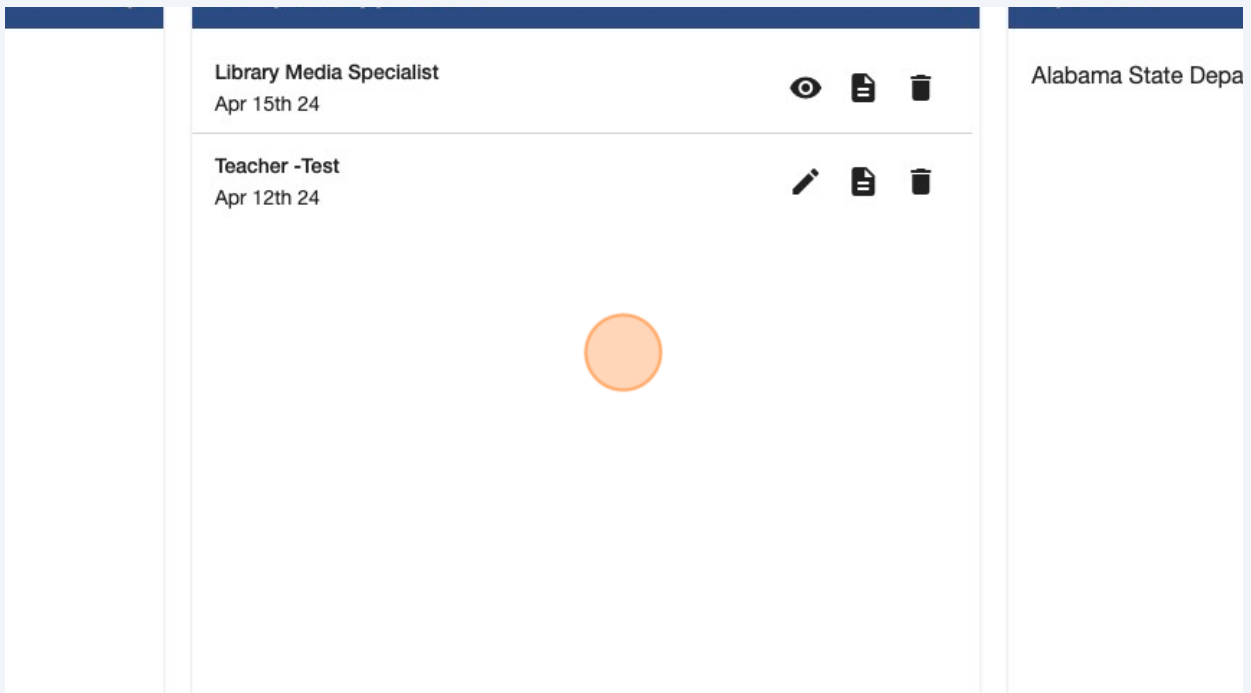 Library Media Specialist
Apr 15th 24
Teacher -Test
Apr 12th 24
Alabama State Depa